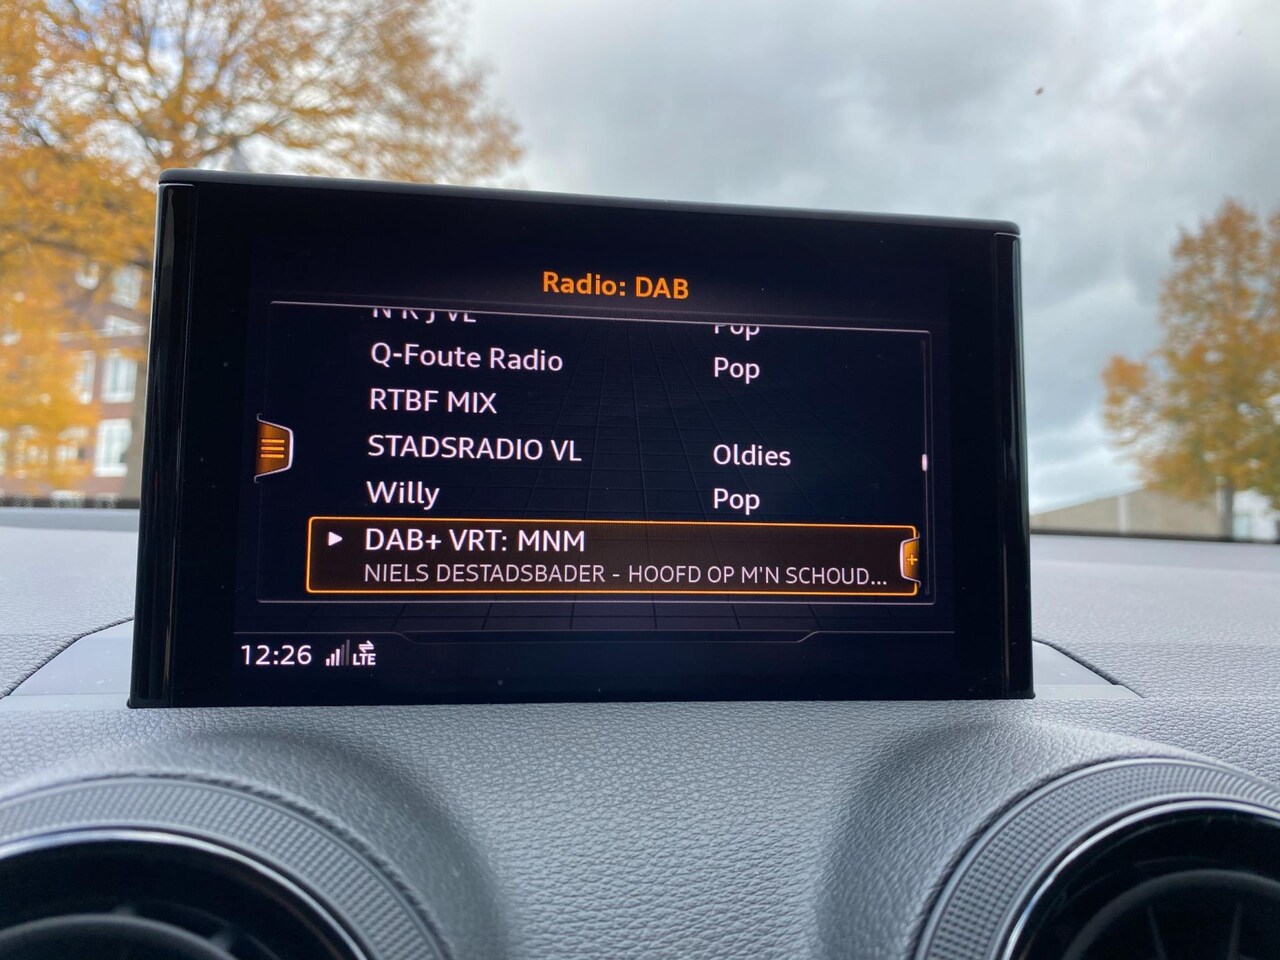 Radio: DAB
Pop
Q-Foute Radio Pop
RTBF MIX
STADSRADIO VL Oldies
Willy Pop
DAB+ VRT: MNM
NIELS DESTADSBADER - HOOFD OP M'N SCHOUD...
12:26 LTE